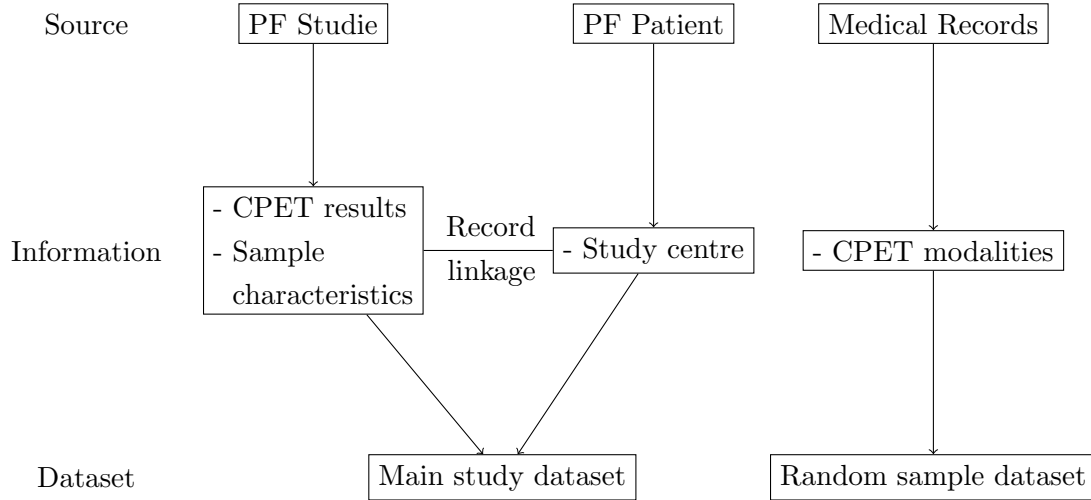 Source
PF Studie
PF Patient
Medical Records
Information
- CPET results
- Sample
characteristics
Record
linkage
- Study centre
- CPET modalities
Dataset
Main study dataset
Random sample dataset